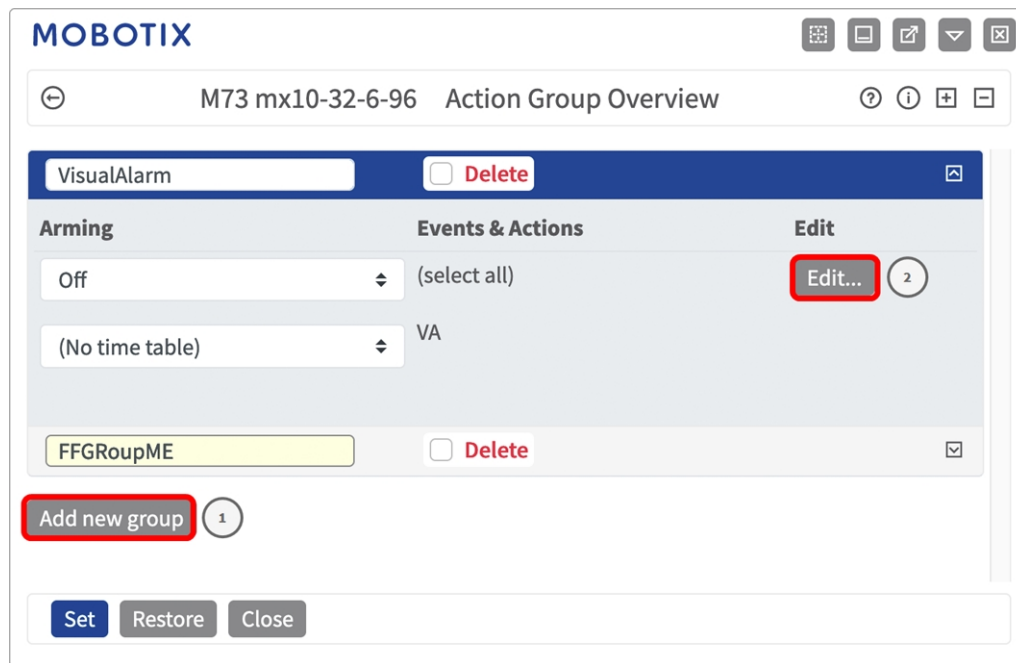 MOBOTIX
M73 mx10-32-6-96 Action Group Overview
VisualAlarm Delete
Arming Events & Actions Edit
Off (select all) Edit... 2
(No time table) VA
FFGRoupME Delete
Add new group 1
Set Restore Close